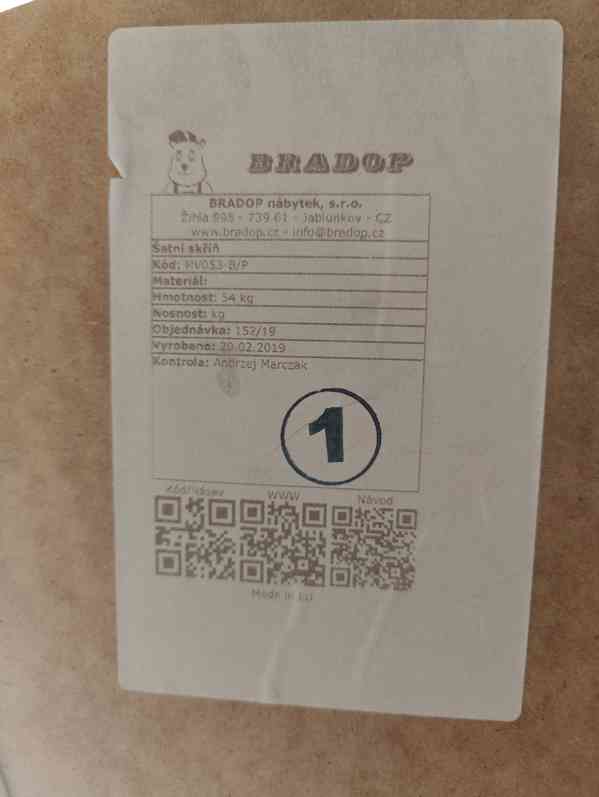 BRADOP
BRADOP nábytek, s.r.o.
Žihla 998 - 739 61 - Jablunkov - CZ
www.bradop.cz - info@bradop.cz
Šatní skříň
Kód: HV053-B/P
Materiál:
Hmotnost: 54 kg
Nosnost: kg
Objednávka: 152/19
Vyrobeno: 20.02.2019
Kontrola: Andrzej Marczak
1
WWW
Návod
Made in EU